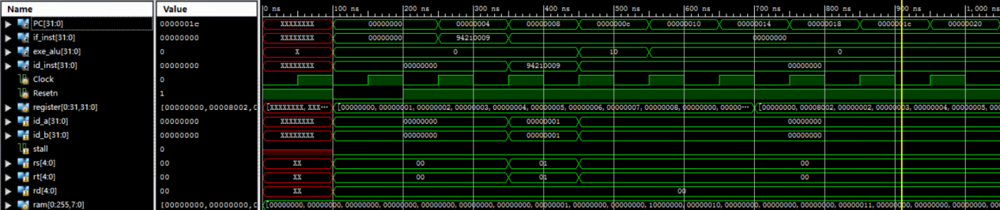 Name Value 0 ns 100 ns 200 ns 300 ns 400 ns 500 ns 600 ns 700 ns 800 ns 900 ns 1,000 ns
PC[31:0] 0000001c XXXXXXXX 00000000 00000004 00000008 0000000c 00000010 00000014 00000018 0000001c 00000020
if_inst[31:0] 00000000 XXXXXXXX 00000000 94210009 00000000
exe_alu[31:0] 0 X 0 10 0
id_inst[31:0] 00000000 XXXXXXXX 00000000 94210009 00000000
Clock 0
Resetn 1
register[0:31,31:0] [00000000,00008002,0 [XXXXXXXX, XXX... [00000000, 00000001, 00000002, 00000003, 00000004, 00000005, 00000006, 00000007, 00000008, 00000000, 00000... [00000000, 00008002, 00000002, 00000003, 00000004, 00000005, 00
id_a[31:0] 00000000 XXXXXXXX 00000000 00000001 00000000
id_b[31:0] 00000000 XXXXXXXX 00000000 00000001 00000000
stall 0
rs[4:0] 00 XX 00 01 00
rt[4:0] 00 XX 00 01 00
rd[4:0] 00 XX 00
ram[0:255,7:0] [00000000,00000000,0 [00000000, 00000000, 00000000, 00000000, 00000000, 00000000, 00000001, 00000000, 00000000, 10000000, 00000010, 00000000, 00000000, 00000000, 00000011, 00000000, 00000000, 00000000, 000